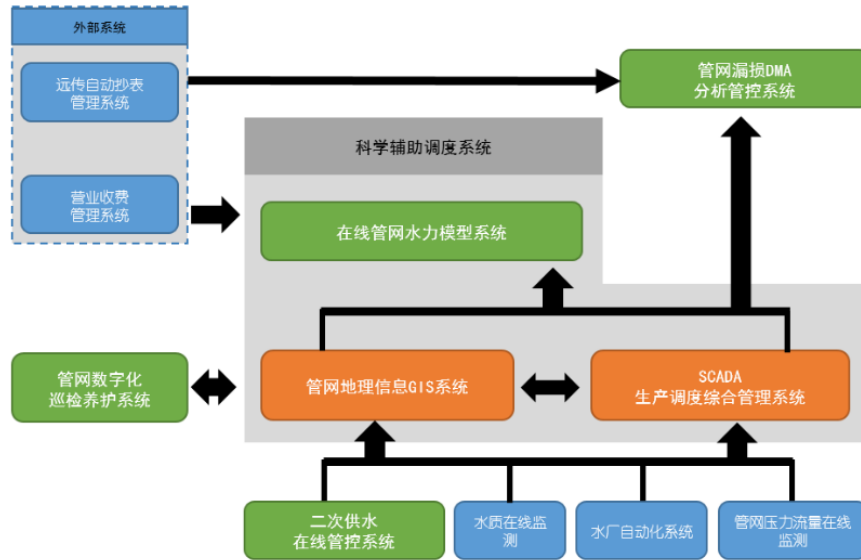 外部系统
远传自动抄表
管理系统
营业收费
管理系统
管网漏损DMA
分析管控系统
科学辅助调度系统
在线管网水力模型系统
管网数字化
巡检养护系统
管网地理信息GIS系统
SCADA
生产调度综合管理系统
二次供水
在线管控系统
水质在线监
测
水厂自动化系统
管网压力流量在线
监测